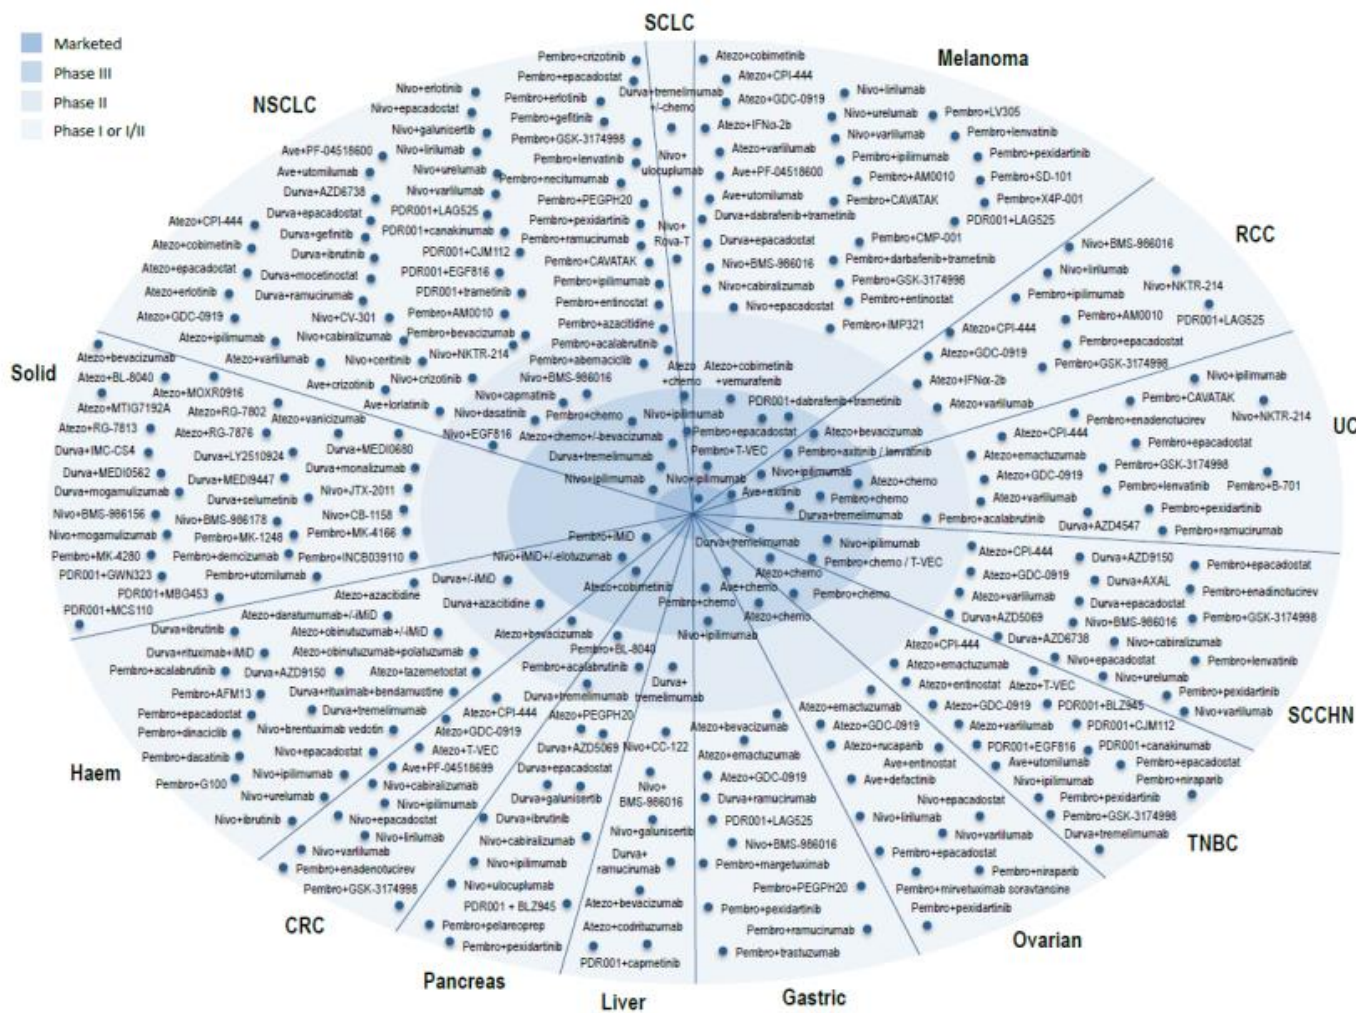 SCLC
Marketed
Phase III
Phase II
Phase I or I/II
NSCLC
Pembro+crizotinib
Pembro+epacadostat
Nivo+erlotinib
Pembro+erlotinib
Nivo+epacadostat
Pembro+gefitinib
Nivo+galunisertib
Pembro+GSK-3174998
Ave+PF-04518600
Nivo+lirilumab
Pembro+lenvatinib
Ave+utomilumab
Nivo+urelumab
Pembro+necitumumab
Durva+AZD6738
Nivo+varlilumab
Pembro+PEGPH20
Durva+epacadostat
PDR001+LAG525
Pembro+pexidartinib
Atezo+CPI-444
Durva+gefitinib
PDR001+canakinumab
Pembro+ramucirumab
Atezo+cobimetinib
Durva+ibrutinib
PDR001+CJM112
Pembro+CAVATAK
Atezo+epacadostat
Durva+mocetinostat
PDR001+EGF816
Pembro+ipilimumab
Atezo+erlotinib
Durva+ramucirumab
PDR001+trametinib
Pembro+entinostat
Atezo+GDC-0919
Nivo+CV-301
Pembro+AM0010
Pembro+azacitidine
Atezo+ipilimumab
Nivo+cabiralizumab
Pembro+bevacizumab
Pembro+acalabrutinib
Atezo+varlilumab
Nivo+ceritinib
Nivo+NKTR-214
Pembro+abemaciclib
Ave+crizotinib
Nivo+crizotinib
Nivo+BMS-986016
Ave+lorlatinib
Nivo+dasatinib
Nivo+capmatinib
Nivo+EGF816
Pembro+chemo
Atezo+chemo+/-bevacizumab
Durva+tremelimumab
Nivo+ipilimumab
Durva+tremelimumab
+/-chemo
Nivo+
ulocuplumab
Nivo+
Rova-T
Atezo
+chemo
Nivo+ipilimumab
Melanoma
Atezo+cobimetinib
Atezo+CPI-444
Atezo+GDC-0919
Nivo+lirilumab
Nivo+urelumab
Pembro+LV305
Atezo+IFNα-2b
Nivo+varlilumab
Pembro+lenvatinib
Atezo+varlilumab
Pembro+ipilimumab
Pembro+pexidartinib
Ave+PF-04518600
Pembro+AM0010
Pembro+SD-101
Ave+utomilumab
Pembro+CAVATAK
Pembro+X4P-001
Durva+dabrafenib+trametinib
PDR001+LAG525
Durva+epacadostat
Pembro+CMP-001
Nivo+BMS-986016
Pembro+darbafenib+trametinib
Nivo+cabiralizumab
Pembro+GSK-3174998
Nivo+epacadostat
Pembro+entinostat
Pembro+IMP321
Atezo+cobimetinib
+vemurafenib
PDR001+dabrafenib+trametinib
Pembro+epacadostat
Pembro+T-VEC
Nivo+ipilimumab
RCC
Nivo+BMS-986016
Nivo+lirilumab
Nivo+NKTR-214
Pembro+ipilimumab
Pembro+AM0010
PDR001+LAG525
Atezo+CPI-444
Pembro+epacadostat
Atezo+GDC-0919
Pembro+GSK-3174998
Atezo+IFNα-2b
Atezo+varlilumab
Atezo+bevacizumab
Pembro+axitinib / lenvatinib
Nivo+ipilimumab
Ave+axitinib
UC
Nivo+ipilimumab
Pembro+CAVATAK
Nivo+NKTR-214
Pembro+enadenotucirev
Atezo+CPI-444
Pembro+epacadostat
Atezo+emactuzumab
Pembro+GSK-3174998
Atezo+GDC-0919
Pembro+lenvatinib
Pembro+B-701
Atezo+varlilumab
Pembro+pexidartinib
Durva+AZD4547
Pembro+ramucirumab
Pembro+acalabrutinib
Atezo+chemo
Pembro+chemo
Durva+tremelimumab
Solid
Atezo+bevacizumab
Atezo+BL-8040
Atezo+MOXR0916
Atezo+MTIG7192A
Atezo+RG-7802
Atezo+vanicizumab
Atezo+RG-7813
Atezo+RG-7876
Durva+MEDI0680
Durva+IMC-CS4
Durva+LY2510924
Durva+monalizumab
Durva+MEDI0562
Durva+MEDI9447
Nivo+JTX-2011
Durva+mogamulizumab
Durva+selumetinib
Nivo+CB-1158
Nivo+BMS-986156
Nivo+BMS-986178
Pembro+MK-4166
Nivo+mogamulizumab
Pembro+MK-1248
Pembro+INCB039110
Pembro+MK-4280
Pembro+demcizumab
PDR001+GWN323
Pembro+utomilumab
PDR001+MBG453
PDR001+MCS110
Haem
Pembro+iMiD
Nivo+iMiD+/-elotuzumab
Durva+/-iMiD
Durva+azacitidine
Atezo+azacitidine
Atezo+daratumumab+/-iMiD
Durva+ibrutinib
Atezo+obinutuzumab+/-iMiD
Durva+rituximab+iMiD
Atezo+obinutuzumab+polatuzumab
Pembro+acalabrutinib
Durva+AZD9150
Atezo+tazemetostat
Pembro+AFM13
Durva+rituximab+bendamustine
Pembro+epacadostat
Durva+tremelimumab
Pembro+dinaciclib
Nivo+brentuximab vedotin
Pembro+dasatinib
Nivo+epacadostat
Pembro+G100
Nivo+ipilimumab
Nivo+urelumab
Nivo+ibrutinib
CRC
Atezo+cobimetinib
Atezo+bevacizumab
Atezo+CPI-444
Atezo+GDC-0919
Atezo+T-VEC
Ave+PF-04518699
Nivo+cabiralizumab
Nivo+ipilimumab
Nivo+epacadostat
Nivo+lirilumab
Nivo+varlilumab
Pembro+enadenotucirev
Pembro+GSK-3174998
Pancreas
Pembro+BL-8040
Pembro+acalabrutinib
Durva+tremelimumab
Atezo+PEGPH20
Durva+AZD5069
Durva+epacadostat
Durva+galunisertib
Durva+ibrutinib
Nivo+cabiralizumab
Nivo+ipilimumab
Nivo+ulocuplumab
PDR001 + BLZ945
Pembro+pelareoprep
Pembro+pexidartinib
Liver
Durva+
tremelimumab
Nivo+CC-122
Nivo+
BMS-986016
Nivo+galunisertib
Durva+
ramucirumab
Atezo+bevacizumab
Atezo+codrituzumab
PDR001+capmetinib
Gastric
Ave+chemo
Pembro+chemo
Nivo+ipilimumab
Atezo+bevacizumab
Atezo+emactuzumab
Atezo+GDC-0919
Durva+ramucirumab
PDR001+LAG525
Nivo+BMS-986016
Pembro+margetuximab
Pembro+PEGPH20
Pembro+pexidartinib
Pembro+ramucirumab
Pembro+trastuzumab
Ovarian
Atezo+chemo
Atezo+emactuzumab
Atezo+GDC-0919
Atezo+rucaparib
Ave+entinostat
Ave+defactinib
Nivo+epacadostat
Nivo+lirilumab
Nivo+varlilumab
Pembro+epacadostat
Pembro+niraparib
Pembro+mirvetuximab soravtansine
Pembro+pexidartinib
TNBC
Atezo+chemo
Pembro+chemo
Atezo+CPI-444
Atezo+emactuzumab
Atezo+entinostat
Atezo+T-VEC
Atezo+GDC-0919
PDR001+BLZ945
Atezo+varlilumab
PDR001+CJM112
PDR001+EGF816
PDR001+canakinumab
Ave+utomilumab
Pembro+epacadostat
Nivo+ipilimumab
Pembro+niraparib
Pembro+pexidartinib
Pembro+GSK-3174998
Durva+tremelimumab
SCCHN
Durva+tremelimumab
Nivo+ipilimumab
Pembro+chemo / T-VEC
Atezo+CPI-444
Durva+AZD9150
Pembro+epacadostat
Atezo+GDC-0919
Durva+AXAL
Pembro+enadinotucirev
Atezo+varlilumab
Durva+epacadostat
Durva+AZD5069
Nivo+BMS-986016
Pembro+GSK-3174998
Durva+AZD6738
Nivo+cabiralizumab
Nivo+epacadostat
Pembro+lenvatinib
Nivo+urelumab
Pembro+pexidartinib
Nivo+varlilumab